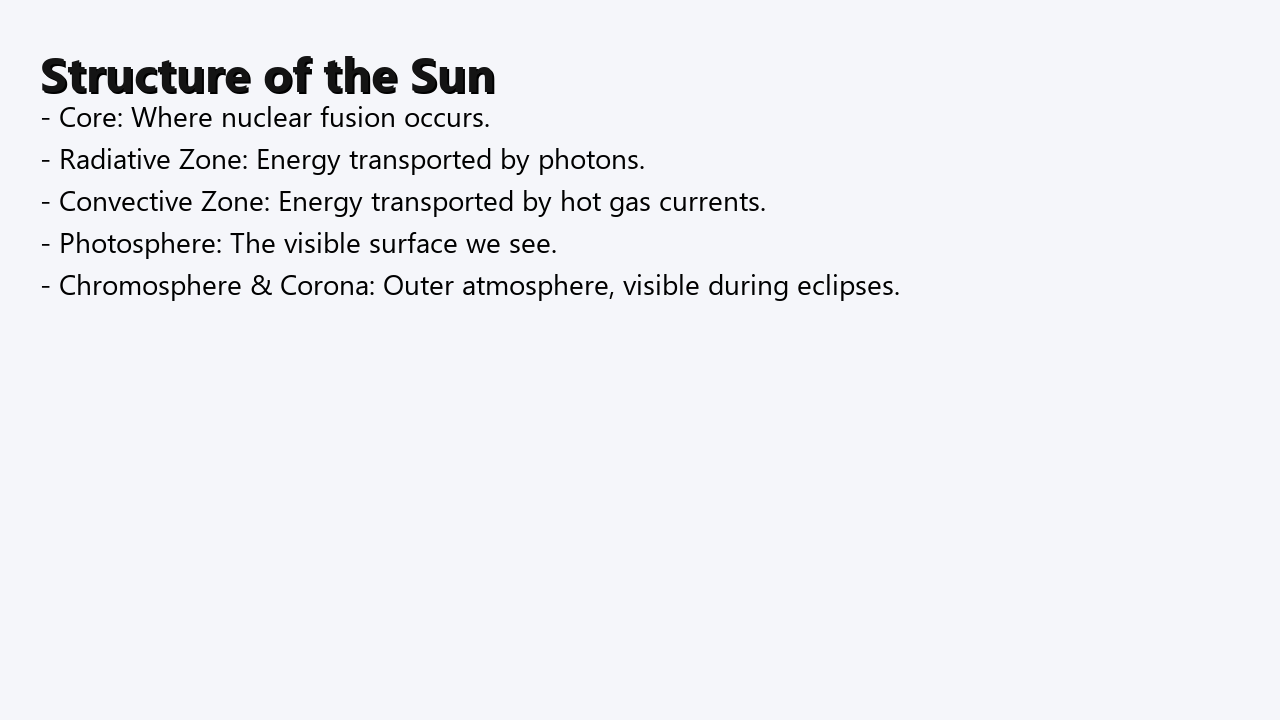 Structure of the Sun
- Core: Where nuclear fusion occurs.
- Radiative Zone: Energy transported by photons.
- Convective Zone: Energy transported by hot gas currents.
- Photosphere: The visible surface we see.
- Chromosphere & Corona: Outer atmosphere, visible during eclipses.